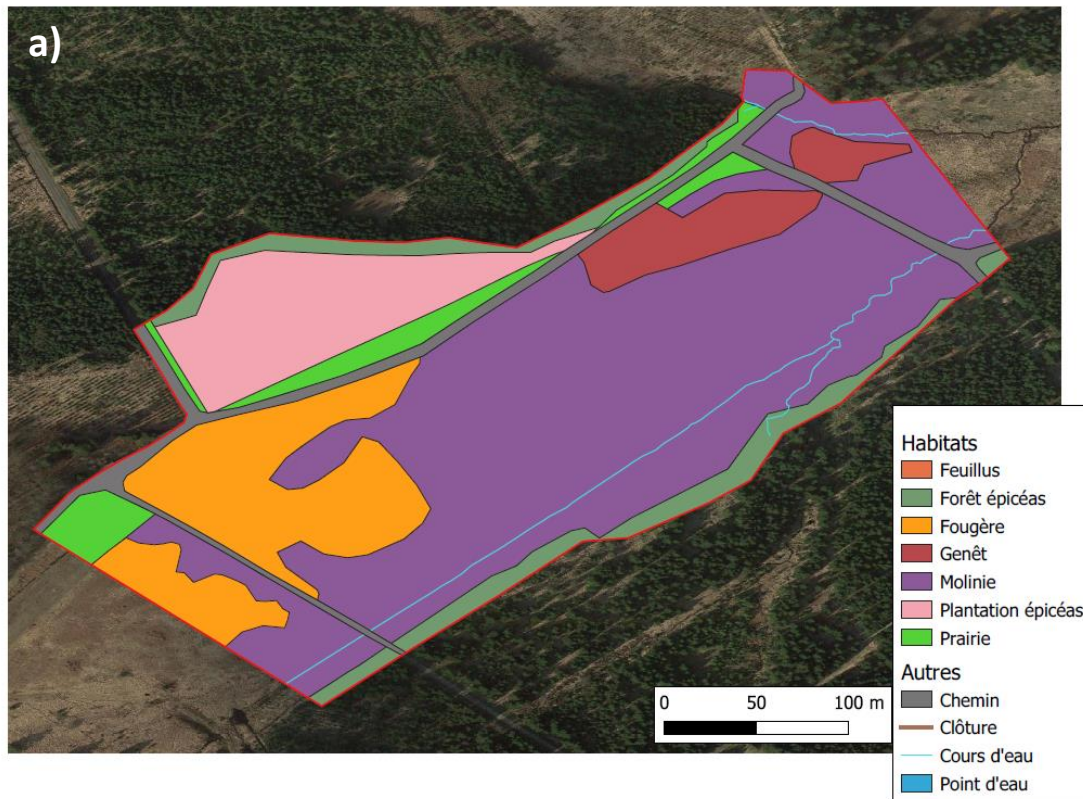 a)
Habitats
Feuillus
Forêt épicéas
Fougère
Genêt
Molinie
Plantation épicéas
Prairie
Autres
Chemin
Clôture
Cours d'eau
Point d'eau
0 50 100 m